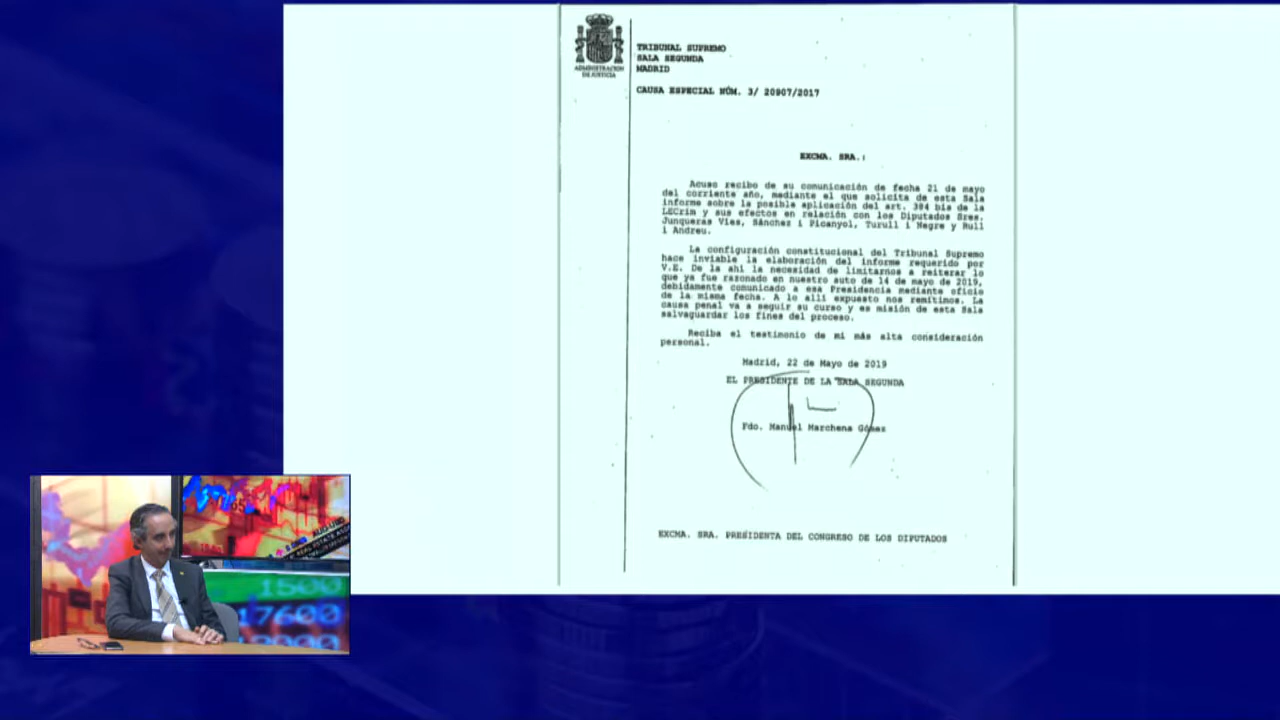 ADMINISTRACION
DE JUSTICIA
TRIBUNAL SUPREMO
SALA SEGUNDA
MADRID
CAUSA ESPECIAL NÚM. 3/ 20907/2017
EXCMA. SRA.:
Acuso recibo de su comunicación de fecha 21 de mayo
del corriente año, mediante el que solicita de esta Sala
informe sobre la posible aplicación del art. 384 bis de la
LECrim y sus efectos en relación con los Diputados Sres.
Junqueras Vies, Sánchez i Picanyol, Turull i Negre y Rull
i Andreu.
La configuración constitucional del Tribunal Supremo
hace inviable la elaboración del informe requerido por
V.E. De la ahí la necesidad de limitarnos a reiterar lo
que ya fue razonado en nuestro auto de 14 de mayo de 2019,
debidamente comunicado a esa Presidencia mediante oficio
de la misma fecha. A lo allí expuesto nos remitimos. La
causa penal va a seguir su curso y es misión de esta Sala
salvaguardar los fines del proceso.
Reciba el testimonio de mi más alta consideración
personal.
Madrid, 22 de Mayo de 2019
EL PRESIDENTE DE LA SALA SEGUNDA
Fdo. Manuel Marchena Gómez
EXCMA. SRA. PRESIDENTA DEL CONGRESO DE LOS DIPUTADOS
1500
17600